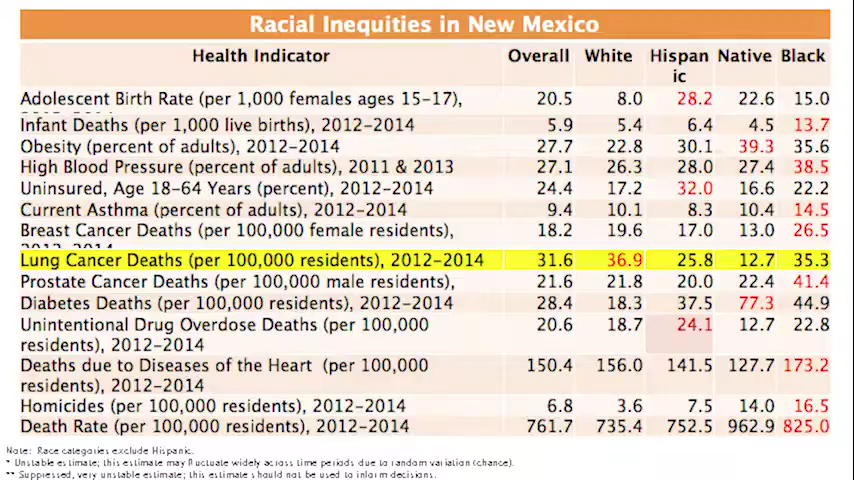 Racial Inequities in New Mexico
Health Indicator Overall White Hispan Native Black
ic
Adolescent Birth Rate (per 1,000 females ages 15-17), 20.5 8.0 28.2 22.6 15.0
Infant Deaths (per 1,000 live births), 2012-2014 5.9 5.4 6.4 4.5 13.7
Obesity (percent of adults), 2012-2014 27.7 22.8 30.1 39.3 35.6
High Blood Pressure (percent of adults), 2011 & 2013 27.1 26.3 28.0 27.4 38.5
Uninsured, Age 18-64 Years (percent), 2012-2014 24.4 17.2 32.0 16.6 22.2
Current Asthma (percent of adults), 2012-2014 9.4 10.1 8.3 10.4 14.5
Breast Cancer Deaths (per 100,000 female residents), 18.2 19.6 17.0 13.0 26.5
Lung Cancer Deaths (per 100,000 residents), 2012-2014 31.6 36.9 25.8 12.7 35.3
Prostate Cancer Deaths (per 100,000 male residents), 21.6 21.8 20.0 22.4 41.4
Diabetes Deaths (per 100,000 residents), 2012-2014 28.4 18.3 37.5 77.3 44.9
Unintentional Drug Overdose Deaths (per 100,000 20.6 18.7 24.1 12.7 22.8
residents), 2012-2014
Deaths due to Diseases of the Heart (per 100,000 150.4 156.0 141.5 127.7 173.2
residents), 2012-2014
Homicides (per 100,000 residents), 2012-2014 6.8 3.6 7.5 14.0 16.5
Death Rate (per 100,000 residents), 2012-2014 761.7 735.4 752.5 962.9 825.0
Note: Race categories exclude Hispanic.
* Unstable estimate; this estimate may fluctuate widely across time periods due to random variation (chance).
** Suppressed, very unstable estimate; this estimate should not be used to inform decisions.